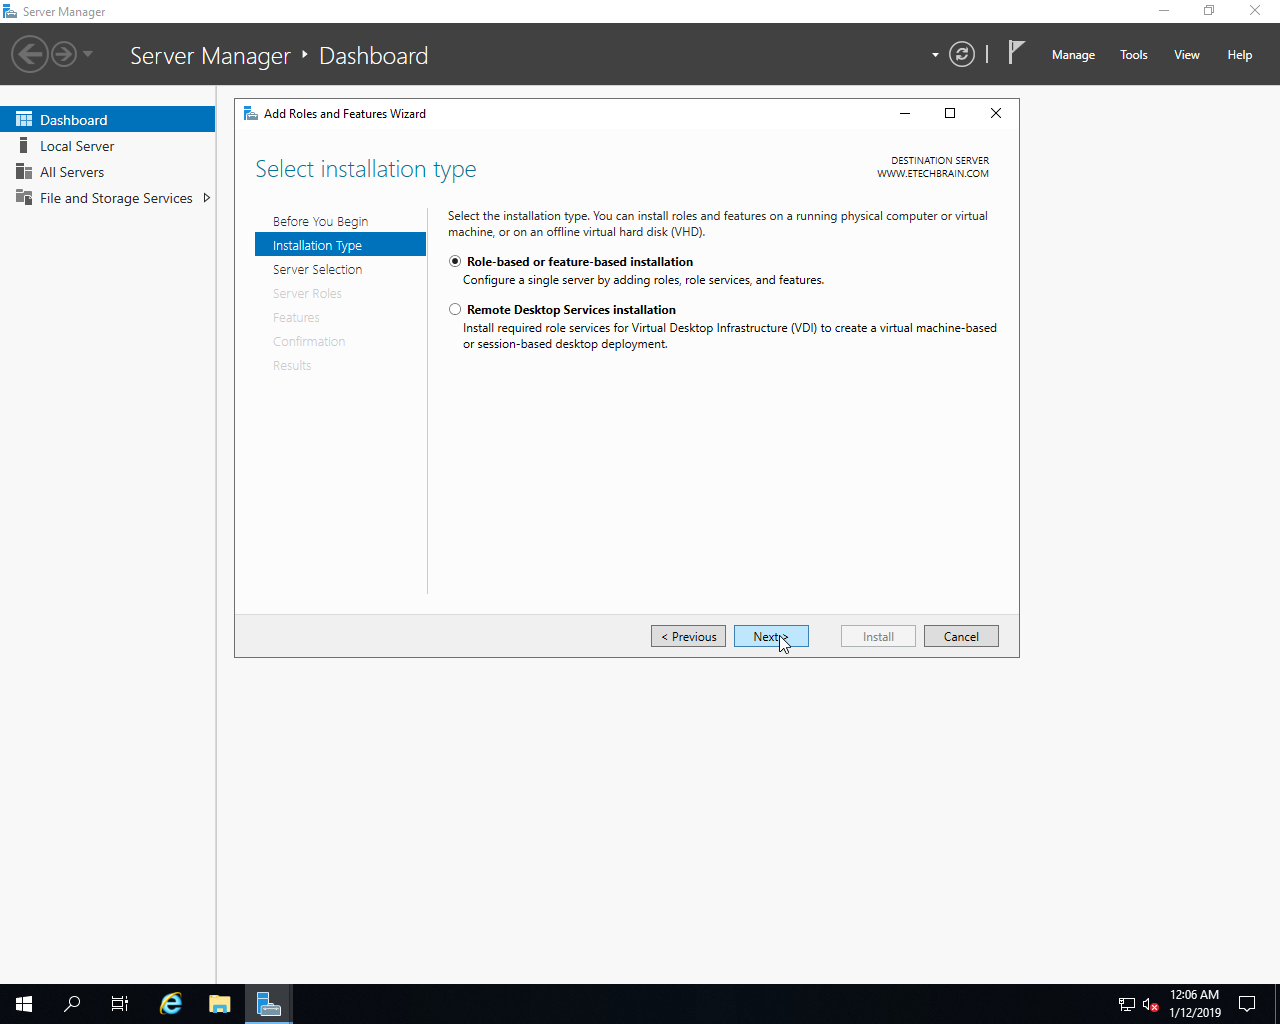 Server Manager
Server Manager ‣ Dashboard
Manage
Tools
View
Help
Dashboard
Local Server
All Servers
File and Storage Services
Add Roles and Features Wizard
Select installation type
DESTINATION SERVER
WWW.ETECHBRAIN.COM
Before You Begin
Installation Type
Server Selection
Server Roles
Features
Confirmation
Results
Select the installation type. You can install roles and features on a running physical computer or virtual
machine, or on an offline virtual hard disk (VHD).
Role-based or feature-based installation
Configure a single server by adding roles, role services, and features.
Remote Desktop Services installation
Install required role services for Virtual Desktop Infrastructure (VDI) to create a virtual machine-based
or session-based desktop deployment.
< Previous
Next >
Install
Cancel
12:06 AM
1/12/2019